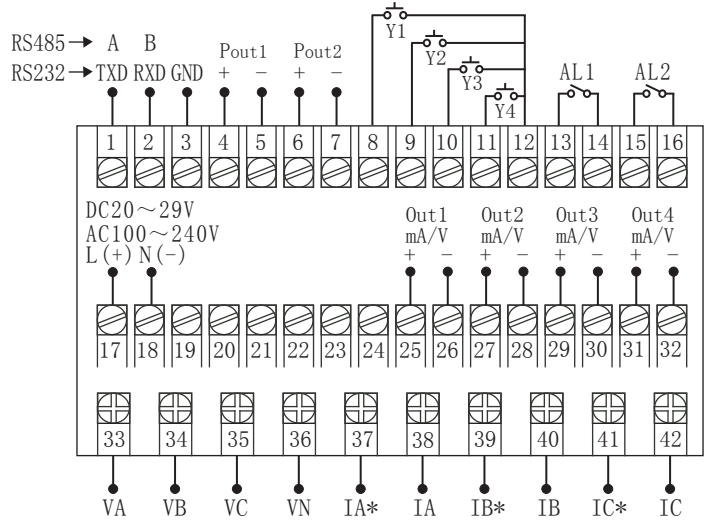 Y1
RS485 A B Pout1 Pout2 Y2
RS232 TXD RXD GND + − + − Y3 AL1 AL2
Y4
1 2 3 4 5 6 7 8 9 10 11 12 13 14 15 16
DC20～29V
AC100～240V
L(+) N(−)
Out1 Out2 Out3 Out4
mA/V mA/V mA/V mA/V
+ − + − + − + −
17 18 19 20 21 22 23 24 25 26 27 28 29 30 31 32
33 34 35 36 37 38 39 40 41 42
VA VB VC VN IA* IA IB* IB IC* IC